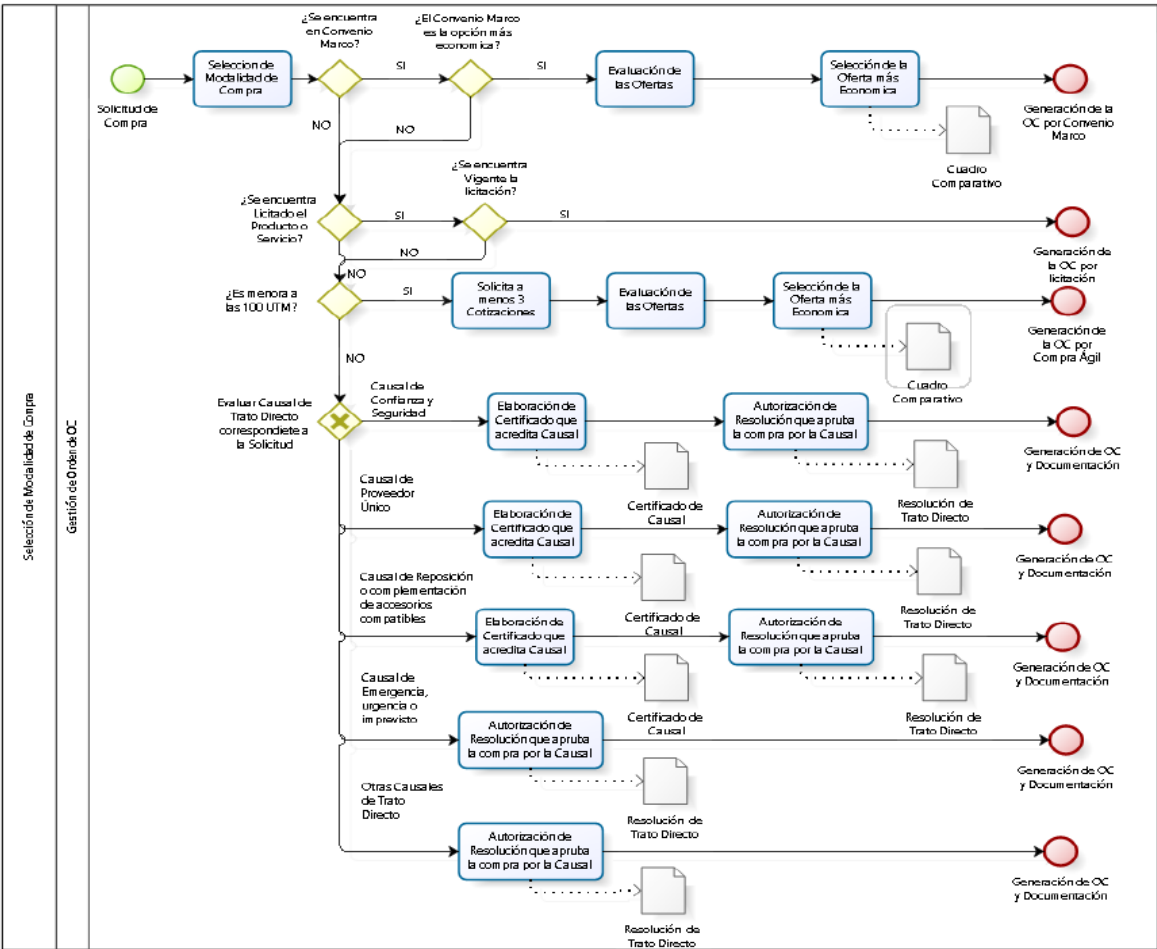 Selección de Modalidad de Compra
Gestión de Orden de OC
Solicitud de
Compra
Seleccion de
Modalidad de
Compra
¿Se encuentra
en Convenio
Marco?
SI
NO
¿El Convenio Marco
es la opción más
economica?
SI
NO
Evaluación de
las Ofertas
Selección de la
Oferta más
Economica
Cuadro
Comparativo
Generación de la
OC por Convenio
Marco
¿Se encuentra
Licitado el
Producto o
Servicio?
SI
NO
¿Se encuentra
Vigente la
licitación?
SI
NO
Generación de
la OC por
licitación
¿Es menor a
las 100 UTM?
SI
NO
Solicita a
menos 3
Cotizaciones
Evaluación de
las Ofertas
Selección de la
Oferta más
Economica
Cuadro
Comparativo
Generación de
la OC por
Compra Ágil
Evaluar Causal de
Trato Directo
correspondiete a
la Solicitud
Causal de
Confianza y
Seguridad
Elaboración de
Certificado que
acredita Causal
Certificado de
Causal
Autorización de
Resolución que apruba
la compra por la Causal
Resolución de
Trato Directo
Generación de OC
y Documentación
Causal de
Proveedor
Único
Elaboración de
Certificado que
acredita Causal
Certificado de
Causal
Autorización de
Resolución que apruba
la compra por la Causal
Resolución de
Trato Directo
Generación de OC
y Documentación
Causal de Reposición
o complementación
de accesorios
compatibles
Elaboración de
Certificado que
acredita Causal
Certificado de
Causal
Autorización de
Resolución que apruba
la compra por la Causal
Resolución de
Trato Directo
Generación de OC
y Documentación
Causal de
Emergencia,
urgencia o
imprevisto
Autorización de
Resolución que apruba
la compra por la Causal
Resolución de
Trato Directo
Generación de OC
y Documentación
Otras Causales
de Trato
Directo
Autorización de
Resolución que apruba
la compra por la Causal
Resolución de
Trato Directo
Generación de OC
y Documentación